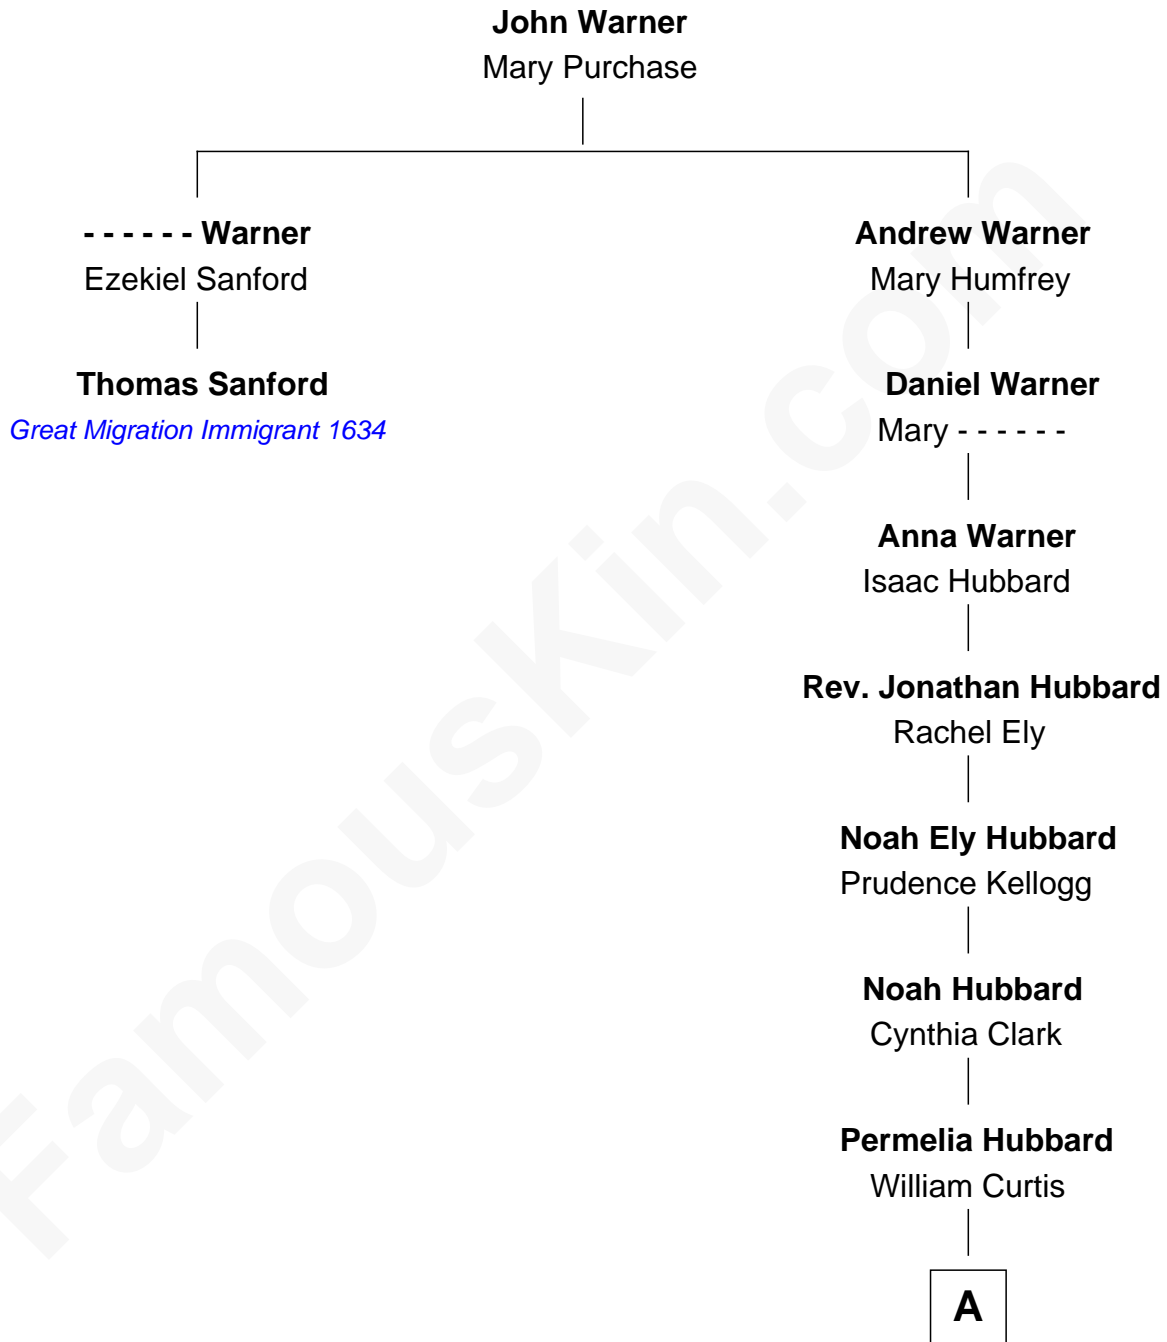 John Warner
Mary Purchase
- - - - - - Warner
Ezekiel Sanford
Thomas Sanford
Great Migration Immigrant 1634
Andrew Warner
Mary Humfrey
Daniel Warner
Mary - - - - - -
Anna Warner
Isaac Hubbard
Rev. Jonathan Hubbard
Rachel Ely
Noah Ely Hubbard
Prudence Kellogg
Noah Hubbard
Cynthia Clark
Permelia Hubbard
William Curtis
A
FamousKin.com